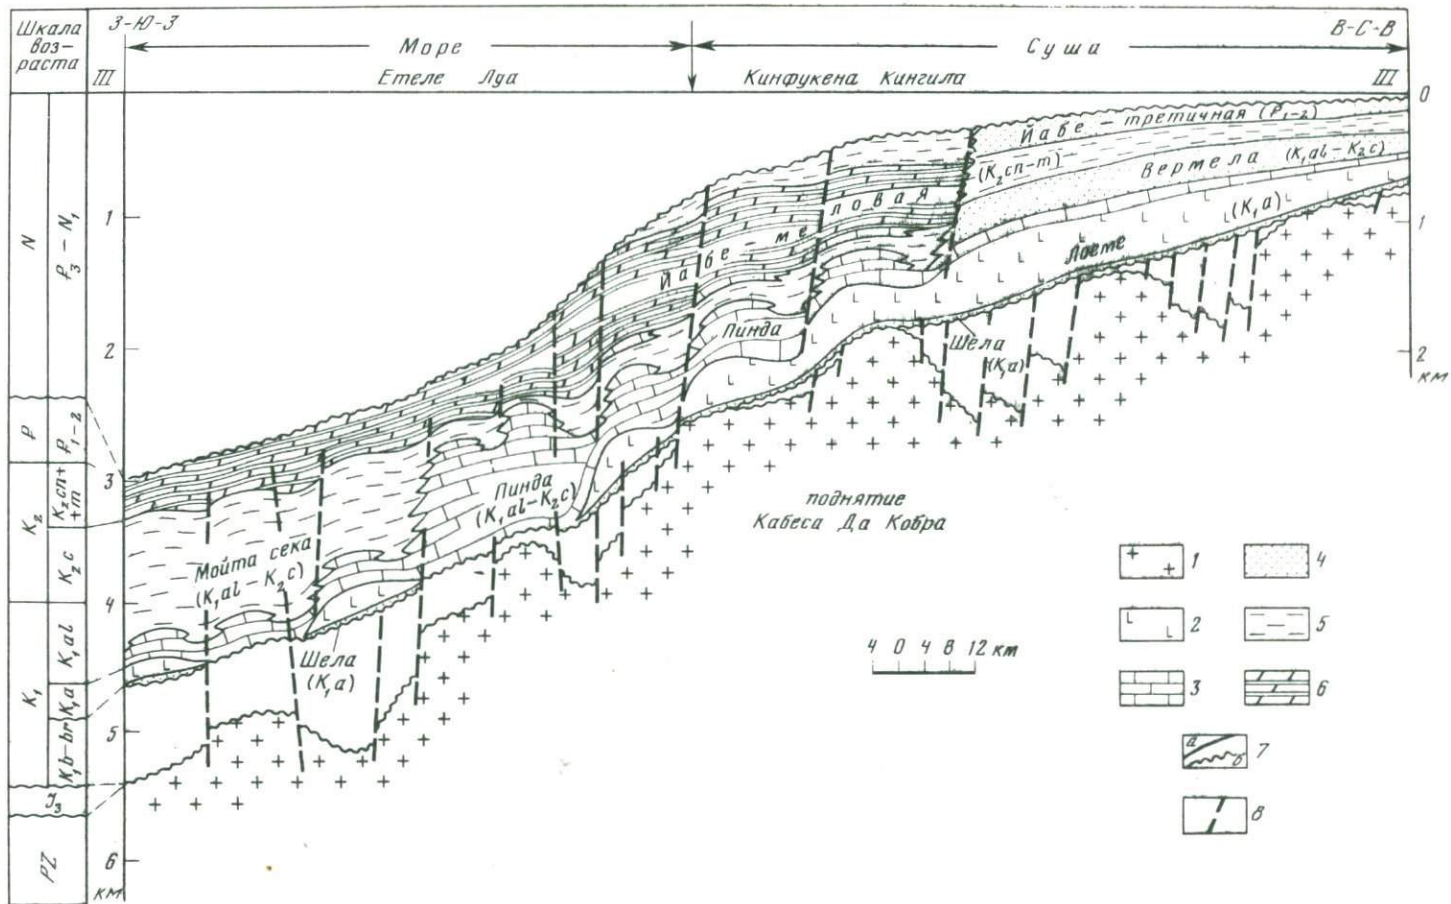 Шкала
воз-
раста
З-Ю-З
В-С-В
Море
Суша
III
Етеле Луа
Кинфукена Кингила
III
0
1
2
км
1
2
3
4
5
6
км
N
P₃ – N₁
P
P₁₋₂
K₂
K₂cn+
+m
K₂c
K₁
K₁al
K₁a
K₁b-br
J₃
PZ
Йабе – третичная (P₁₋₂)
(K₂cn-m)
Вермела (K₁al – K₂c)
(K₁a)
Лоеме
Йабе – ме ловая
Пинда
Шела
(K₁a)
Пинда
(K₁al – K₂c)
поднятие
Кабеса Да Кобра
Мойта сека
(K₁al – K₂c)
Шела
(K₁a)
4 0 4 8 12 км
1
4
2
5
3
6
а
б
7
8